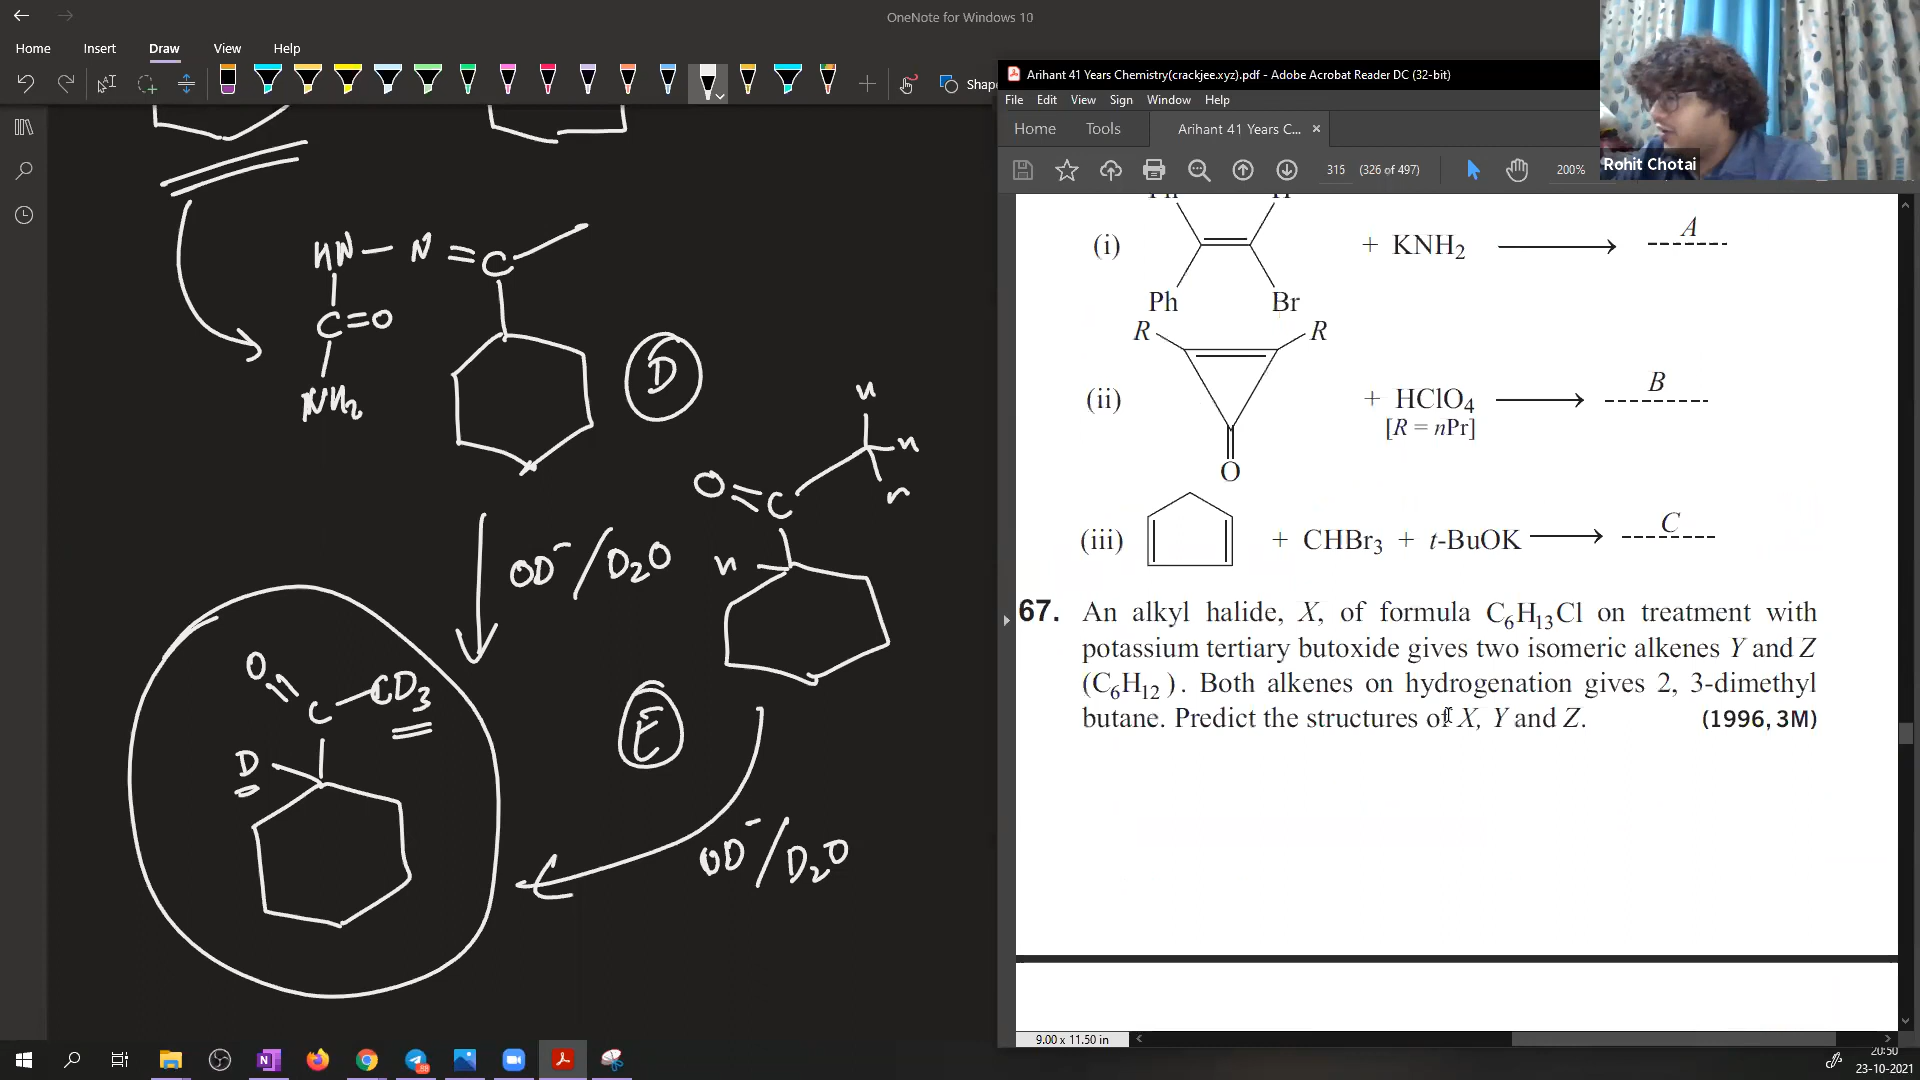 OneNote for Windows 10
Home Insert Draw View Help
Shap
HN — N = C
C=O
NH2
D
OD⁻/D2O
O
C
CD3
D
H
H
H
O=C
H
E
OD⁻/D2O
Arihant 41 Years Chemistry(crackjee.xyz).pdf - Adobe Acrobat Reader DC (32-bit)
File Edit View Sign Window Help
Home Tools Arihant 41 Years C... ×
315 (326 of 497) 200%
Rohit Chotai
Ph H
(i) + KNH2 A
Ph Br
R R
(ii) + HClO4 B
[R = nPr]
O
(iii) + CHBr3 + t-BuOK C
67. An alkyl halide, X, of formula C6H13Cl on treatment with
potassium tertiary butoxide gives two isomeric alkenes Y and Z
(C6H12). Both alkenes on hydrogenation gives 2, 3-dimethyl
butane. Predict the structures of X, Y and Z. (1996, 3M)
9.00 x 11.50 in
20:50
23-10-2021